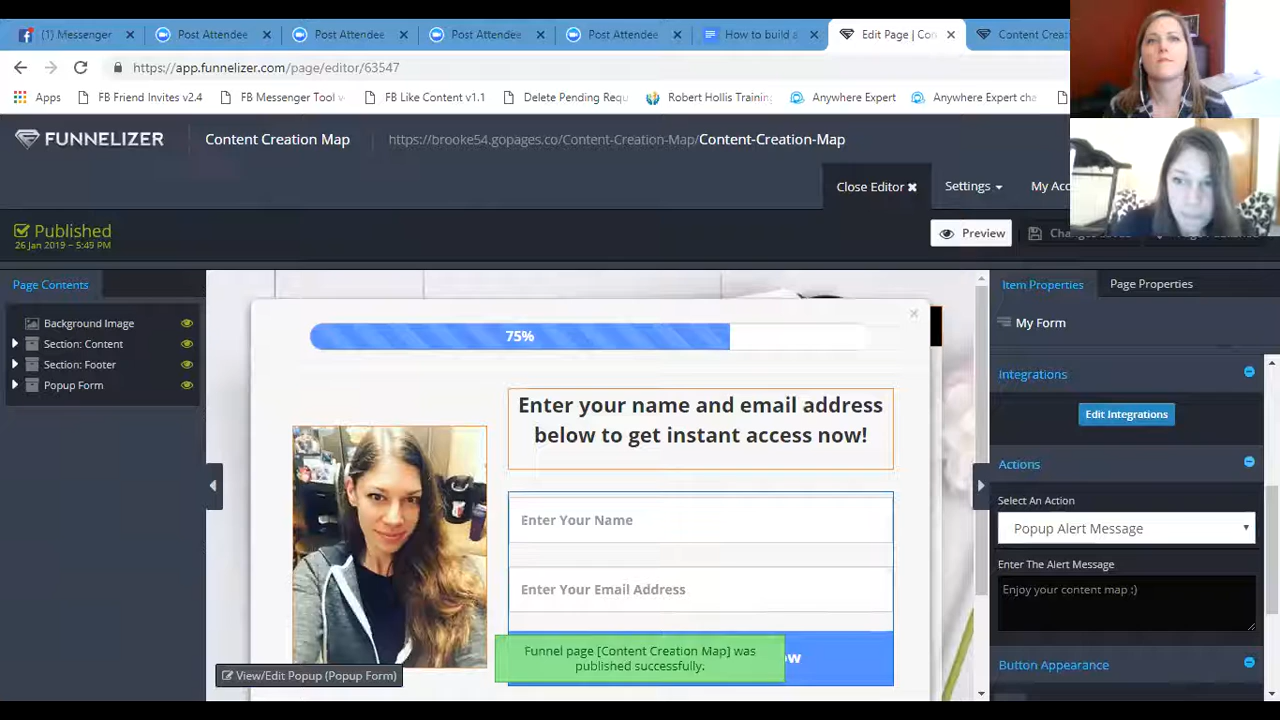 (1) Messenger
Post Attendee
Post Attendee
Post Attendee
Post Attendee
How to build a
Edit Page | Con
Content Creat
https://app.funnelizer.com/page/editor/63547
Apps
FB Friend Invites v2.4
FB Messenger Tool v
FB Like Content v1.1
Delete Pending Requ
Robert Hollis Training
Anywhere Expert
Anywhere Expert cha
FUNNELIZER
Content Creation Map
https://brooke54.gopages.co/Content-Creation-Map/Content-Creation-Map
Close Editor
Settings
My Acc
Published
26 Jan 2019 – 5:49 PM
Preview
Page Contents
Background Image
Section: Content
Section: Footer
Popup Form
75%
Enter your name and email address
below to get instant access now!
Enter Your Name
Enter Your Email Address
Funnel page [Content Creation Map] was
published successfully.
ow
View/Edit Popup (Popup Form)
Item Properties
Page Properties
My Form
Integrations
Edit Integrations
Actions
Select An Action
Popup Alert Message
Enter The Alert Message
Enjoy your content map :)
Button Appearance